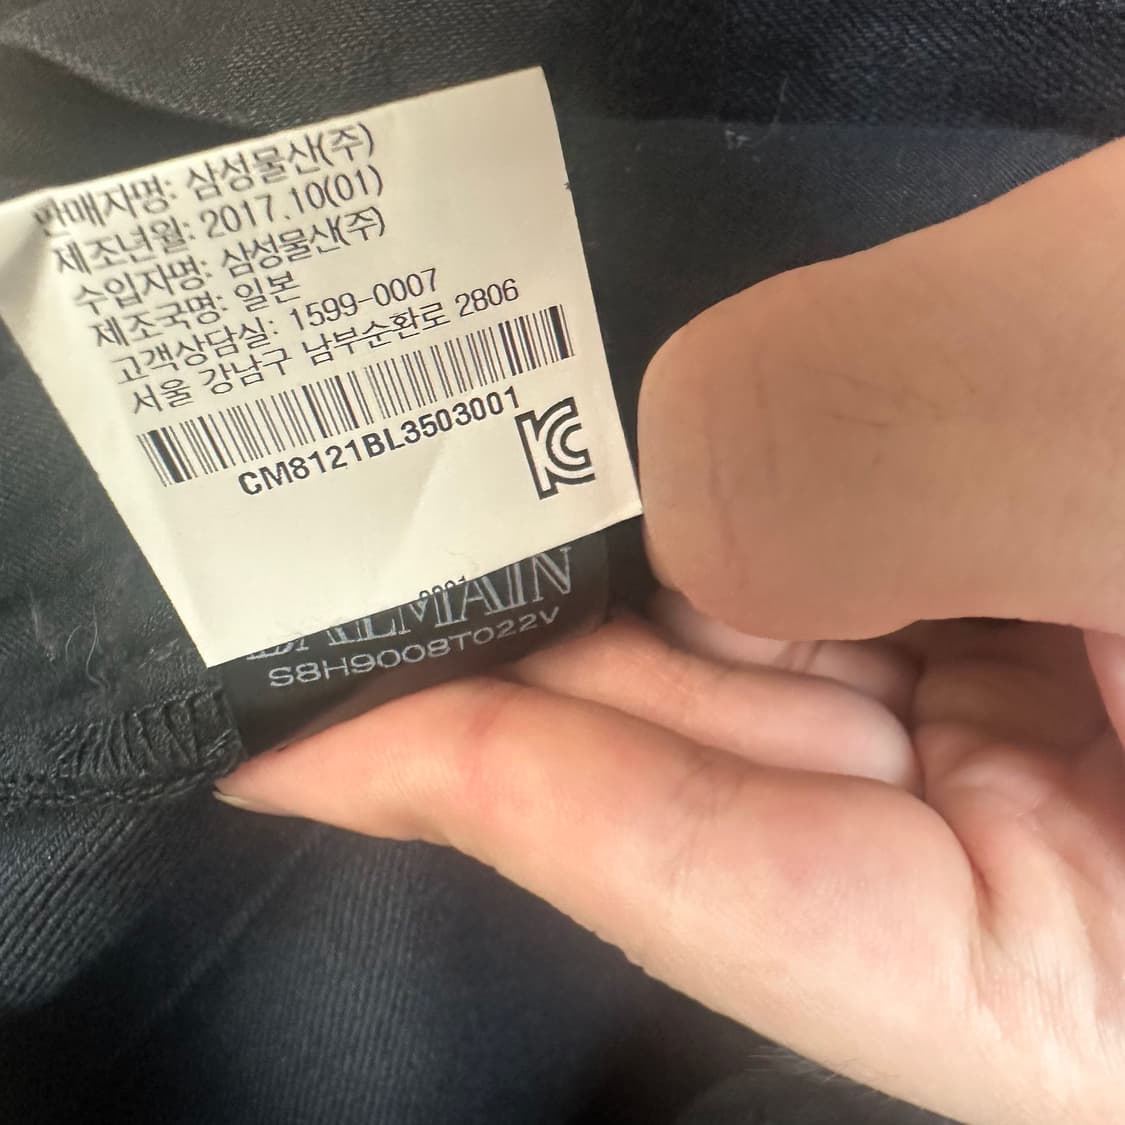 판매자명: 삼성물산(주)
제조년월: 2017.10(01)
수입자명: 삼성물산(주)
제조국명: 일본
고객상담실: 1599-0007
서울 강남구 남부순환로 2806
CM8121BL3503001
KC
BALMAIN
S8H9008T022V